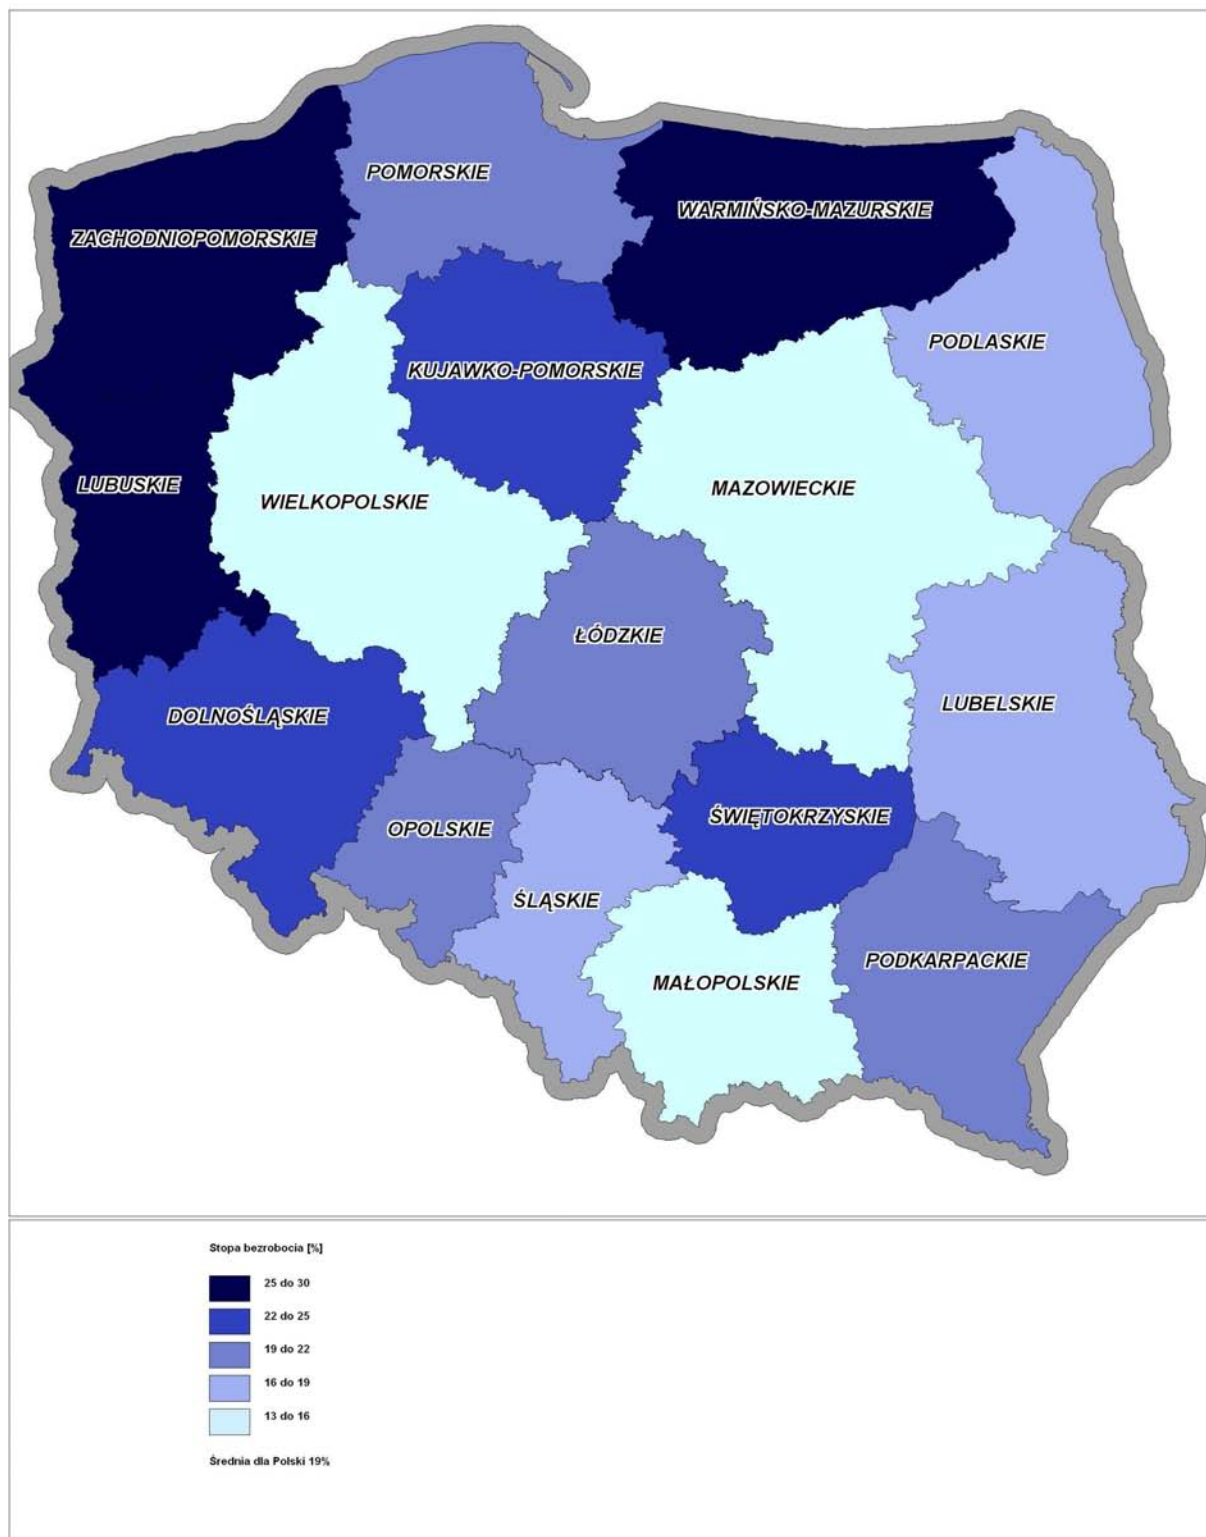 POMORSKIE
WARMIŃSKO-MAZURSKIE
ZACHODNIOPOMORSKIE
PODLASKIE
KUJAWKO-POMORSKIE
LUBUSKIE
WIELKOPOLSKIE
MAZOWIECKIE
ŁÓDZKIE
LUBELSKIE
DOLNOŚLĄSKIE
ŚWIĘTOKRZYSKIE
OPOLSKIE
ŚLĄSKIE
PODKARPACKIE
MAŁOPOLSKIE
Stopa bezrobocia [%]
25 do 30
22 do 25
19 do 22
16 do 19
13 do 16
Średnia dla Polski 19%